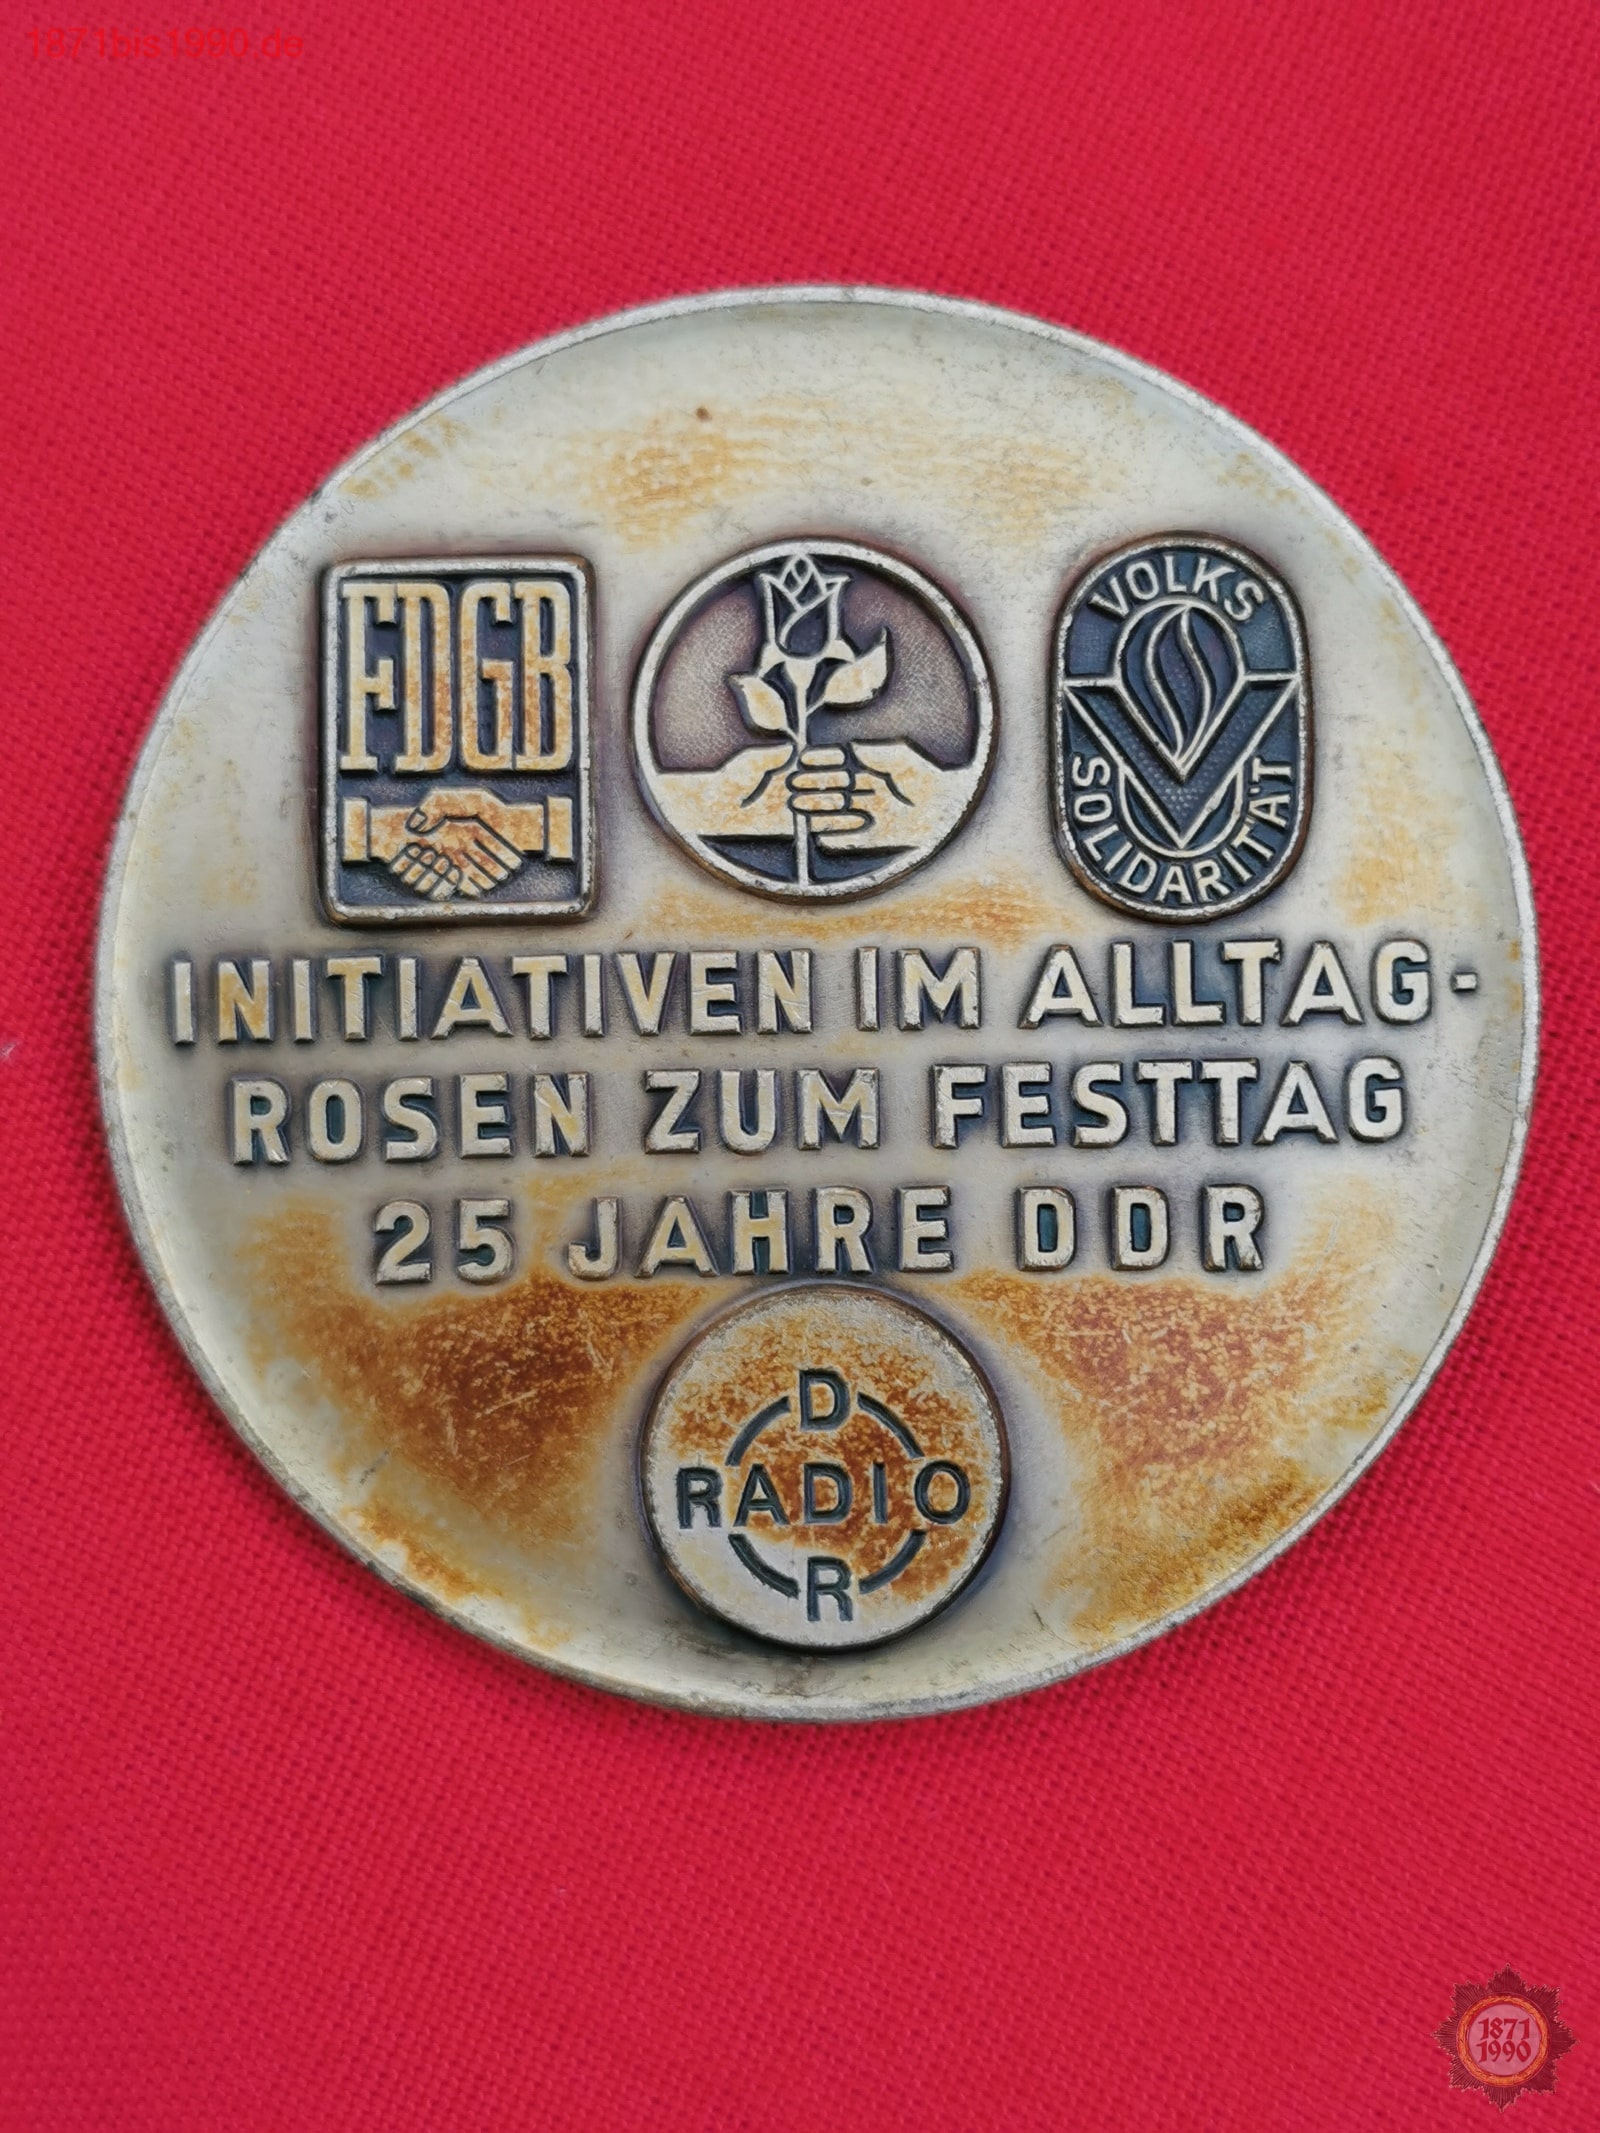 1871bis1990.de
FDGB
VOLKS
SOLIDARITÄT
INITIATIVEN IM ALLTAG-
ROSEN ZUM FESTTAG
25 JAHRE DDR
D
RADIO
R
1871
1990